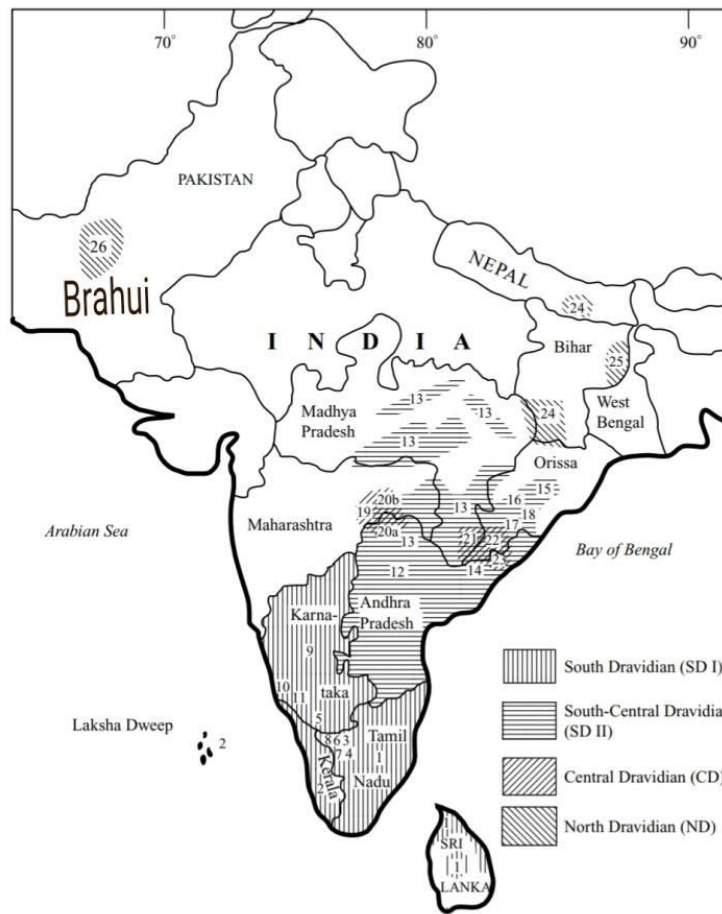 70° 80° 90°
PAKISTAN
26
Brahui
NEPAL
24
INDIA
Bihar
25
Madhya
Pradesh
13
13
13
24
West
Bengal
Orissa
15
16
18
17
13
20b
19
20a
13
21
22
23
14
Maharashtra
Arabian Sea
Bay of Bengal
12
Andhra
Pradesh
Karna-
9
taka
10
11
5
8 6 3
7 4
Tamil
1
Nadu
Kerala
2
Laksha Dweep
2
1
SRI
1
LANKA
South Dravidian (SD I)
South-Central Dravidia
(SD II)
Central Dravidian (CD)
North Dravidian (ND)